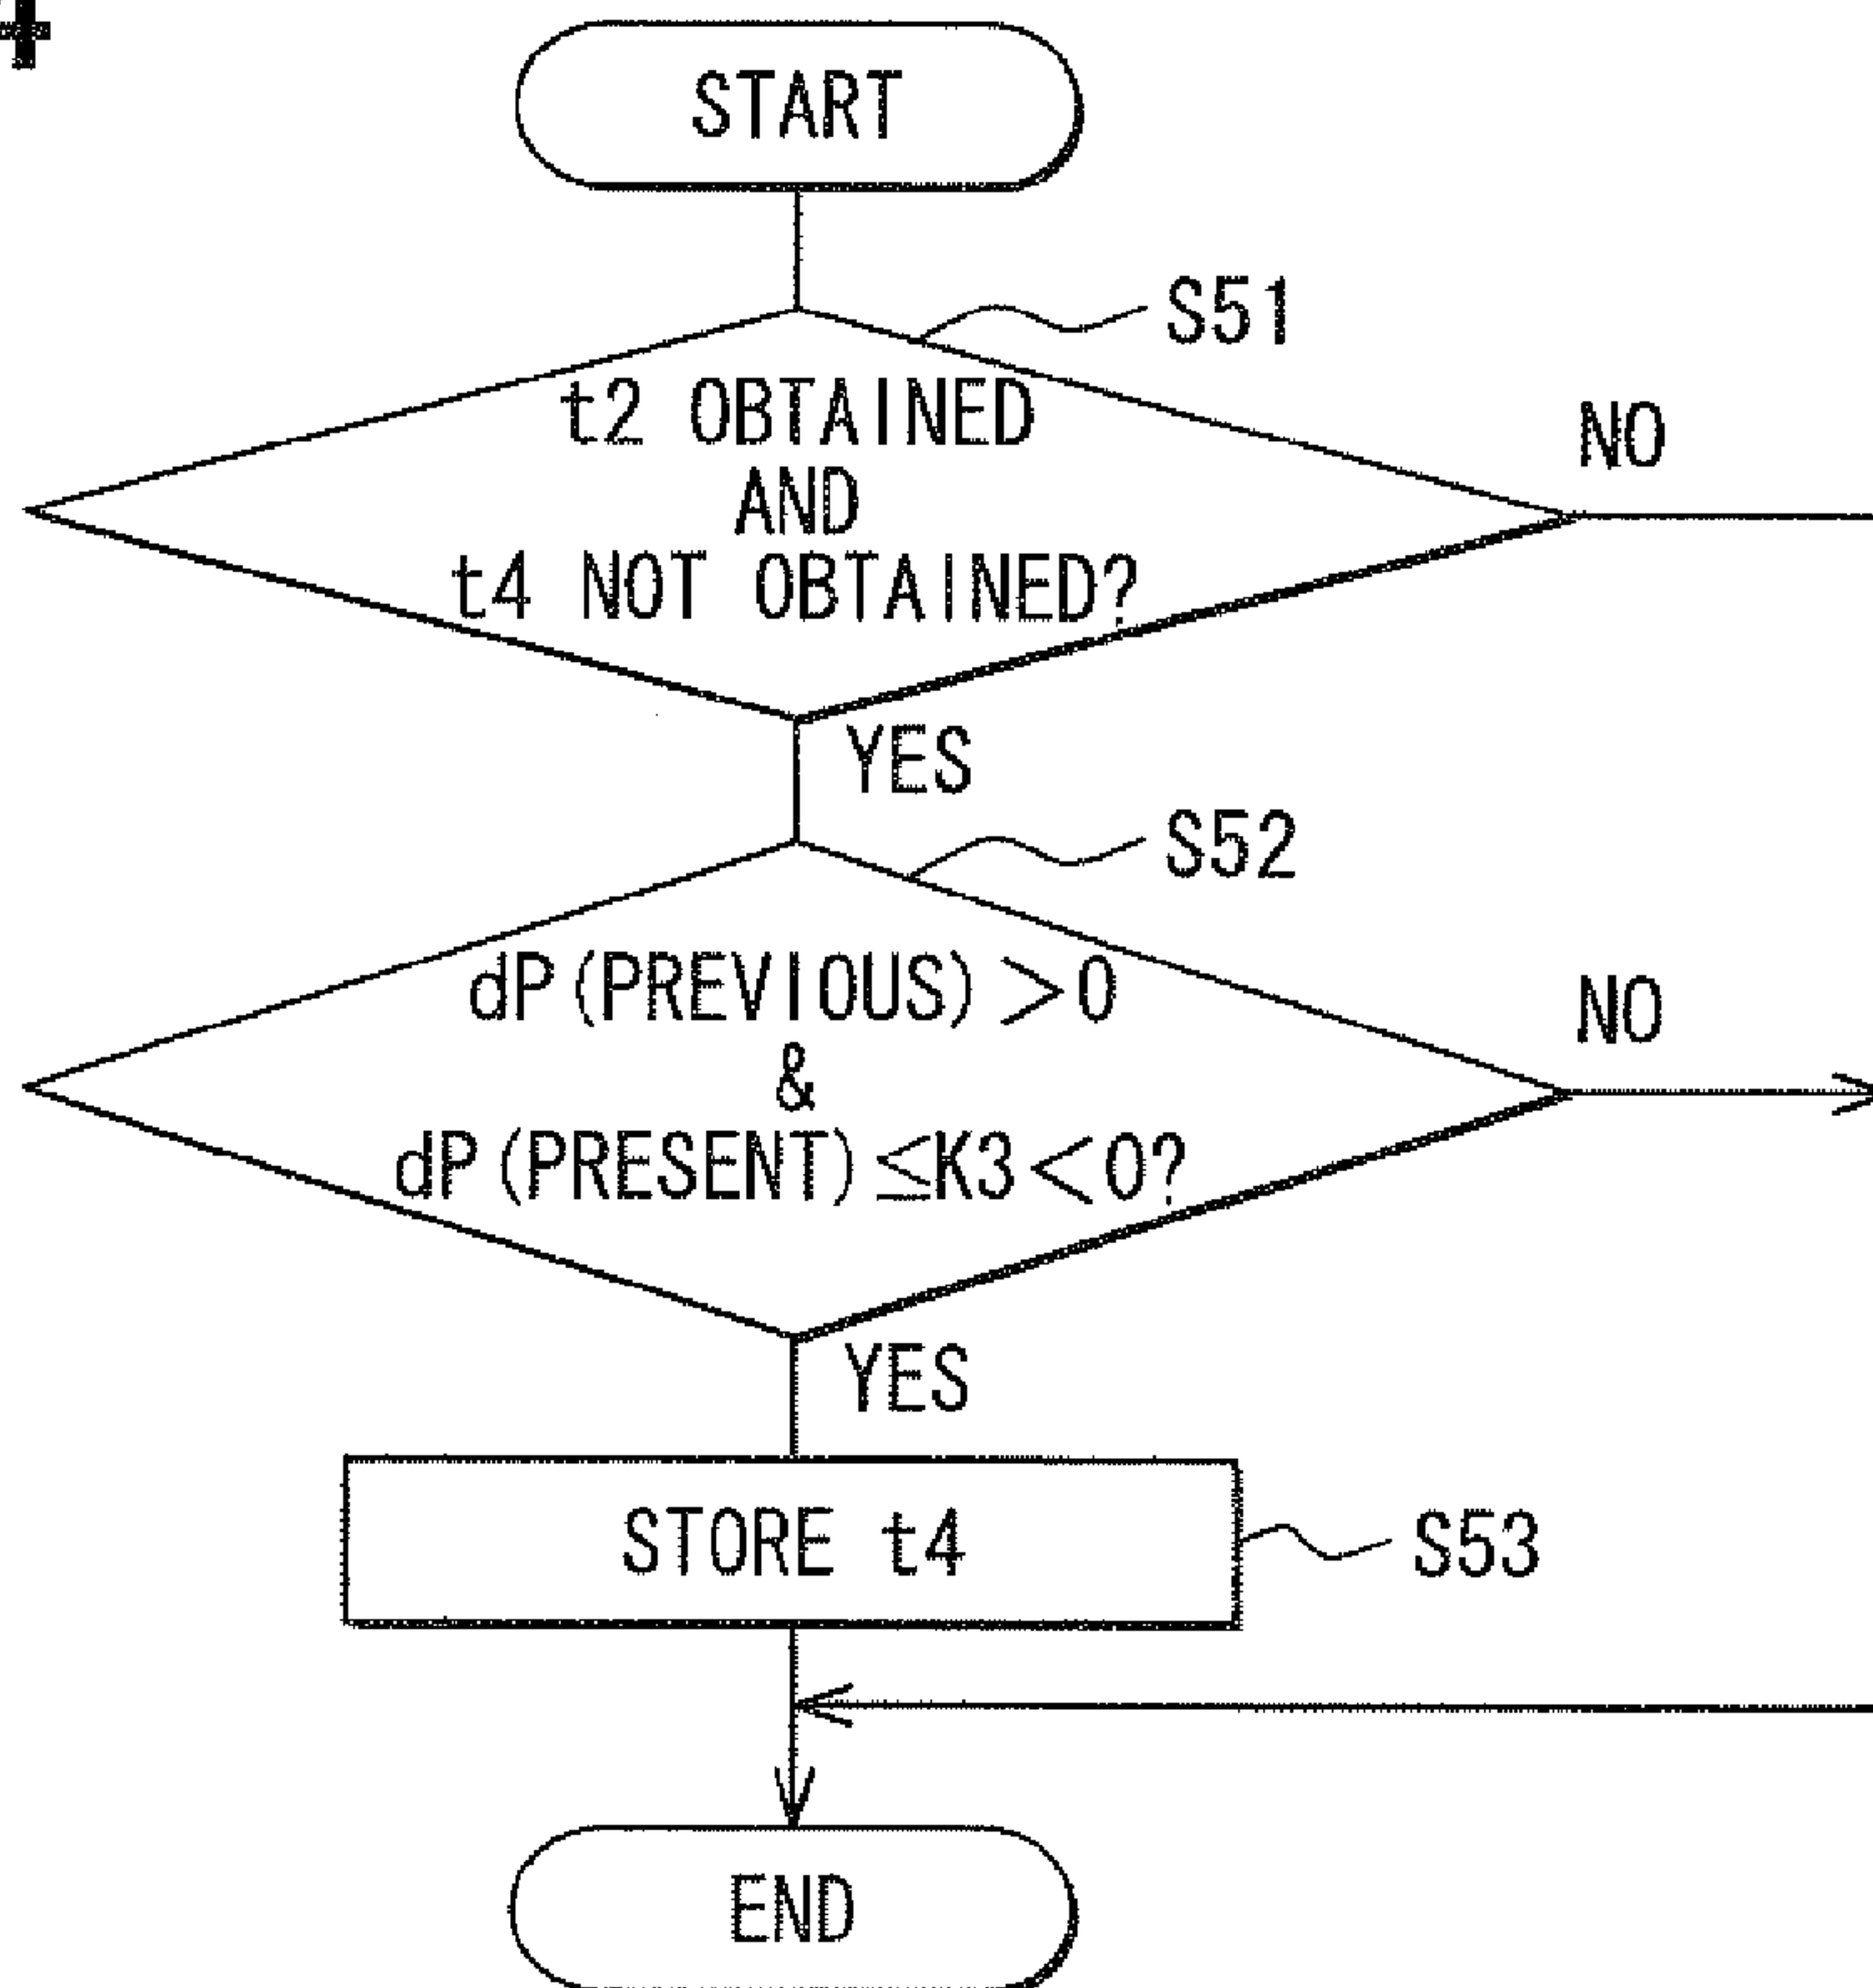 START
S51
t2 OBTAINED
AND
t4 NOT OBTAINED?
NO
YES
S52
dP(PREVIOUS)>0
&
dP(PRESENT)≤K3<0?
NO
YES
STORE t4
S53
END